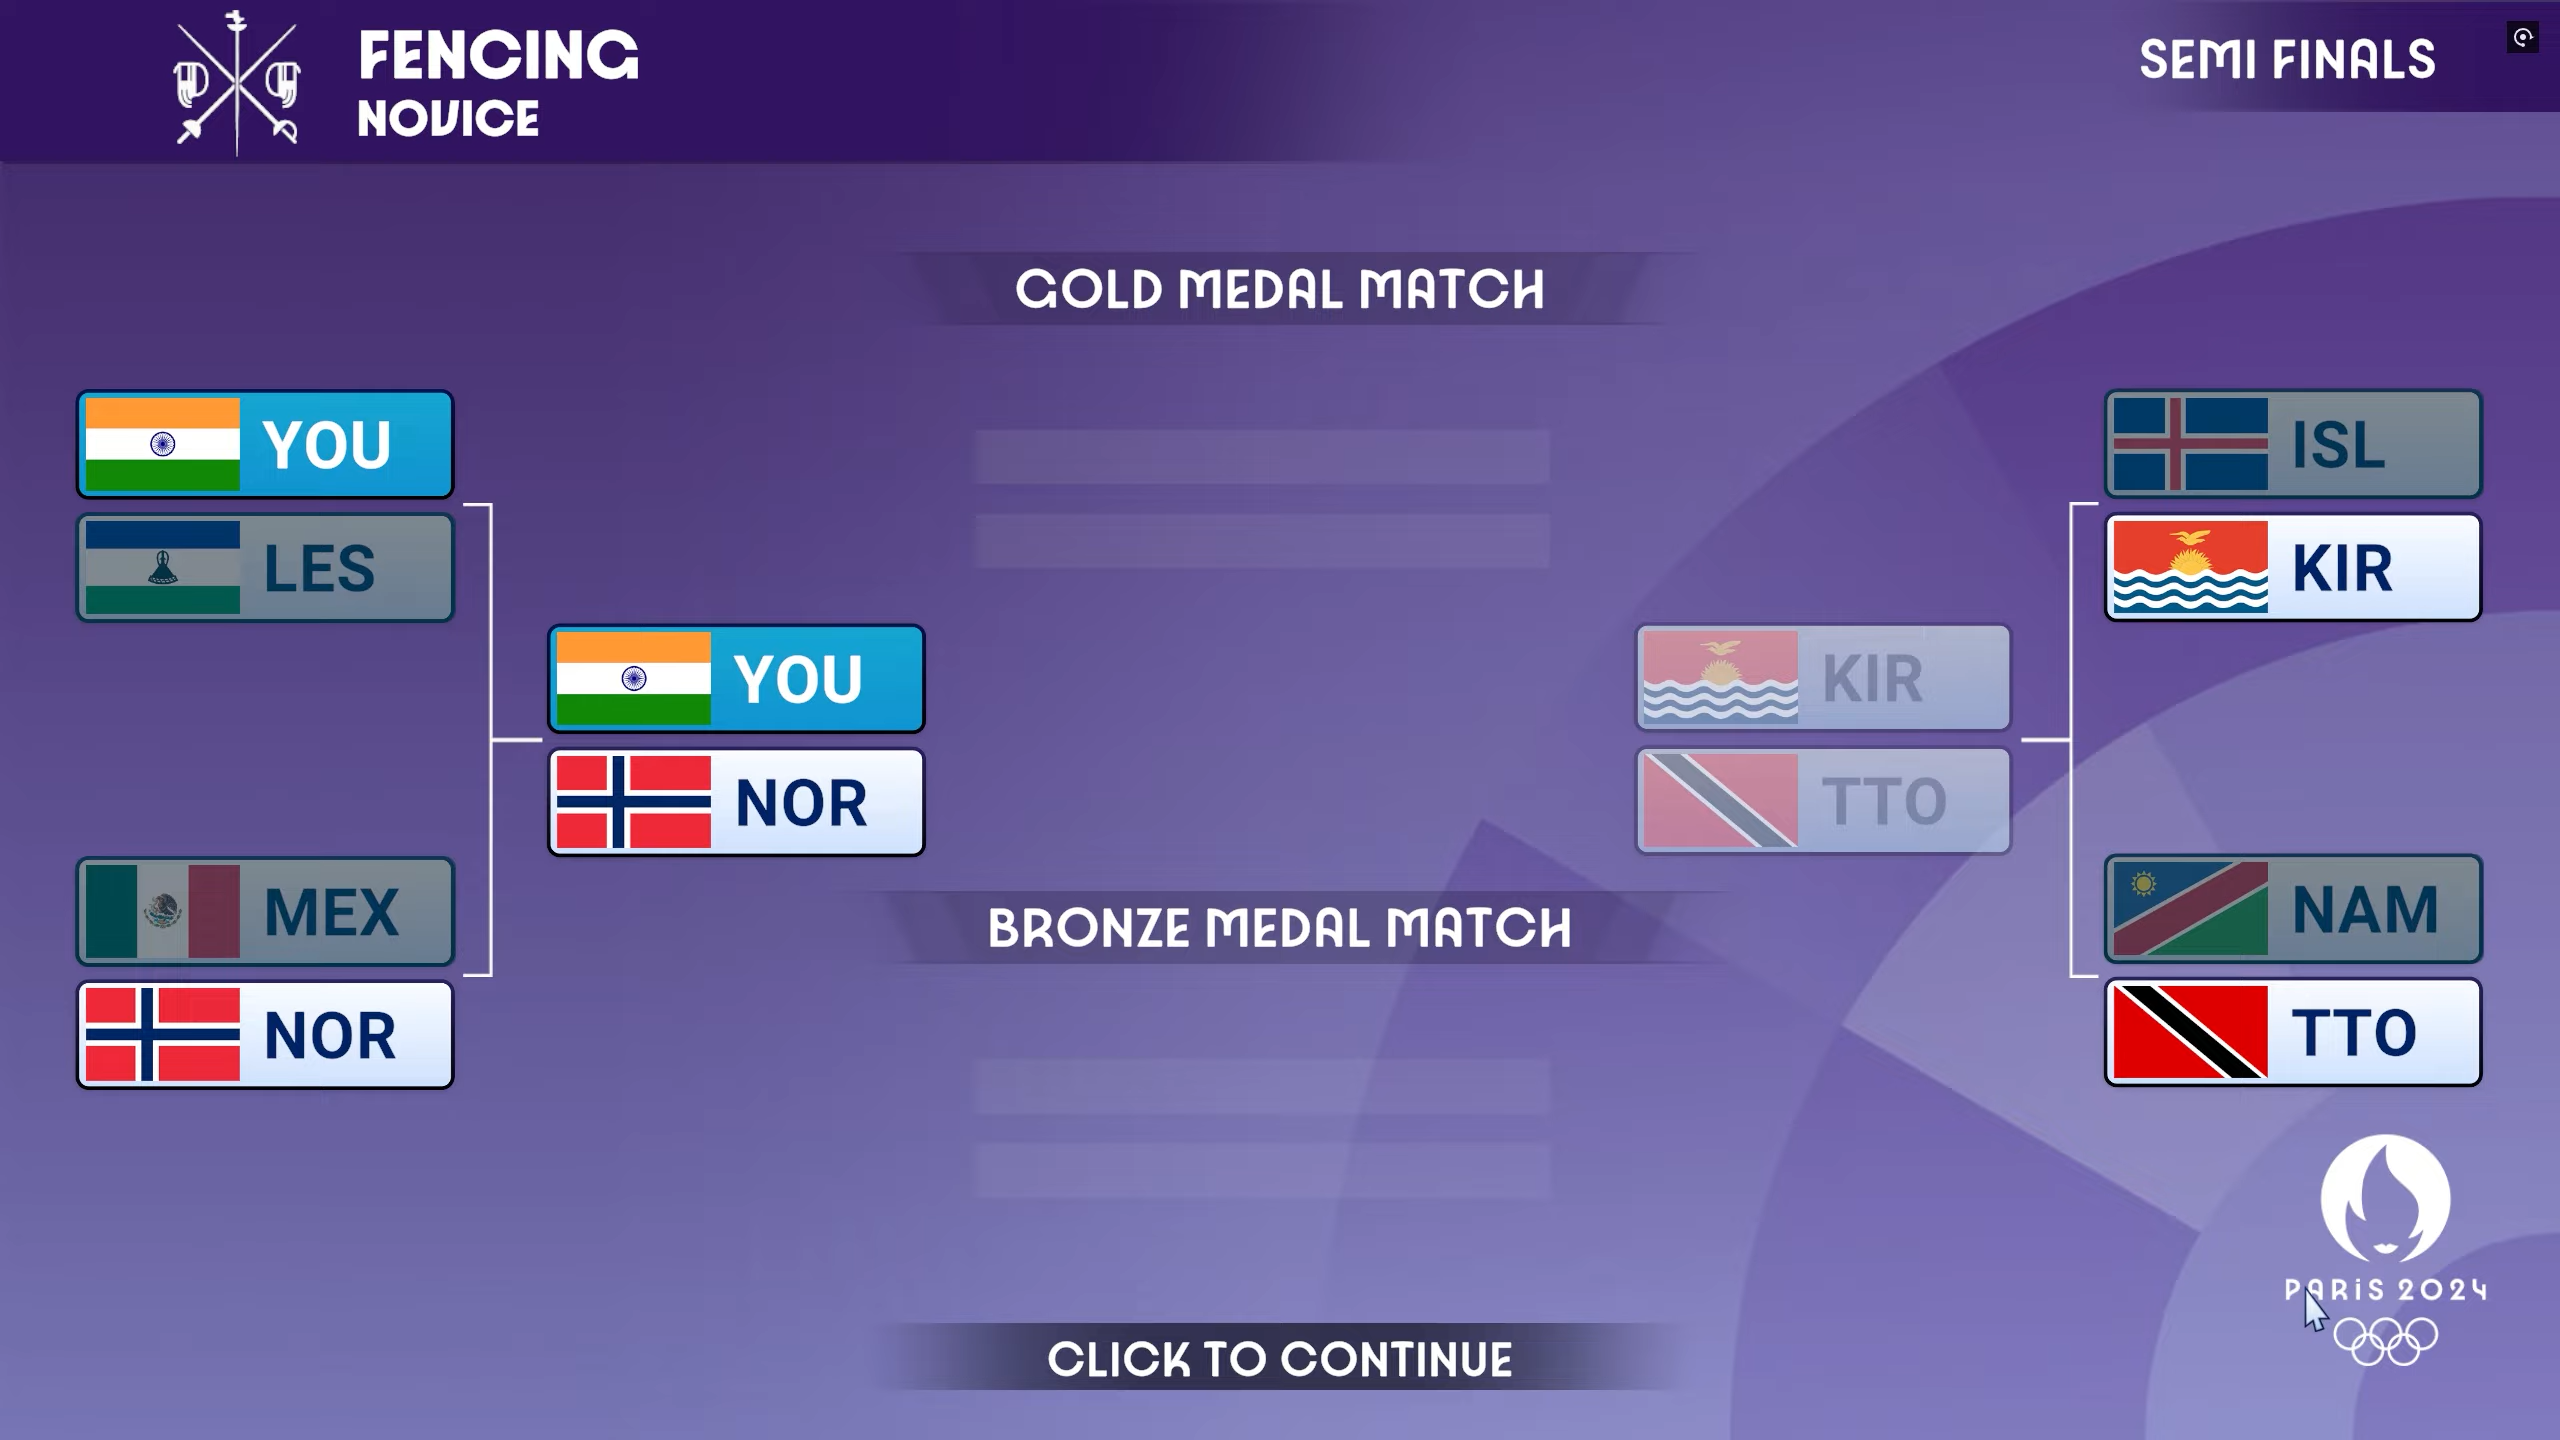 FENCING
NOVICE
SEMI FINALS
GOLD MEDAL MATCH
YOU
LES
MEX
NOR
YOU
NOR
KIR
TTO
ISL
KIR
NAM
TTO
BRONZE MEDAL MATCH
PARIS 2024
CLICK TO CONTINUE